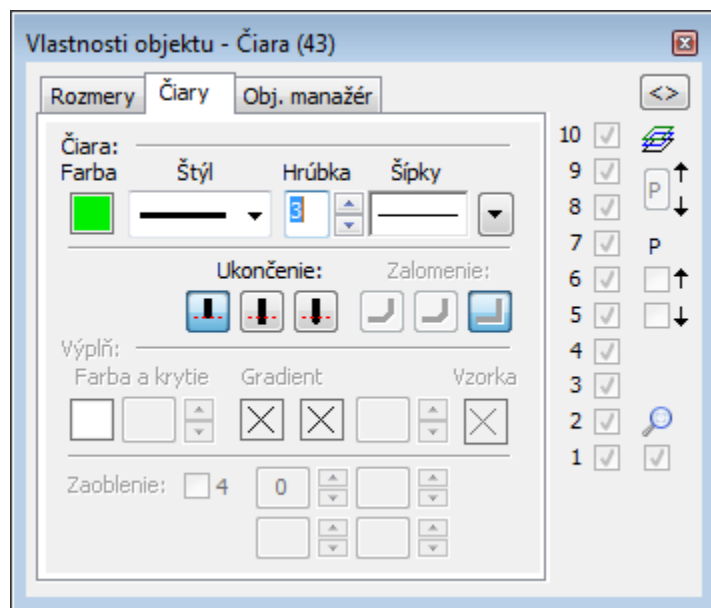 Vlastnosti objektu - Čiara (43)
Rozmery Čiary Obj. manažér <>
Čiara:
Farba Štýl Hrúbka Šípky
3
Ukončenie: Zalomenie:
Výplň:
Farba a krytie Gradient Vzorka
Zaoblenie: 4 0
10
9
8 P
7 P
6
5
4
3
2
1